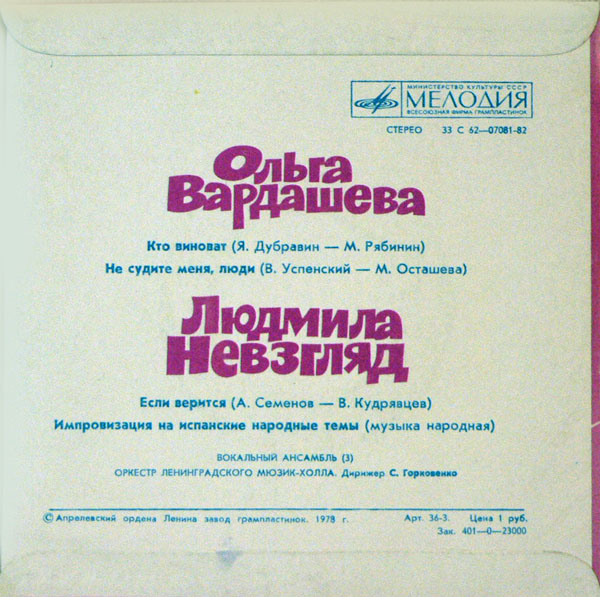 МИНИСТЕРСТВО КУЛЬТУРЫ СССР
МЕЛОДИЯ
ВСЕСОЮЗНАЯ ФИРМА ГРАМПЛАСТИНОК
СТЕРЕО 33 С 62—07081-82
Ольга
Вардашева
Кто виноват (Я. Дубравин — М. Рябинин)
Не судите меня, люди (В. Успенский — М. Осташева)
Людмила
Невзгляд
Если верится (А. Семенов — В. Кудрявцев)
Импровизация на испанские народные темы (музыка народная)
ВОКАЛЬНЫЙ АНСАМБЛЬ (3)
ОРКЕСТР ЛЕНИНГРАДСКОГО МЮЗИК-ХОЛЛА. Дирижер С. Горковенко
© Апрелевский ордена Ленина завод грампластинок. 1978 г. Арт. 36-3. Цена 1 руб.
Зак. 401—0—23000